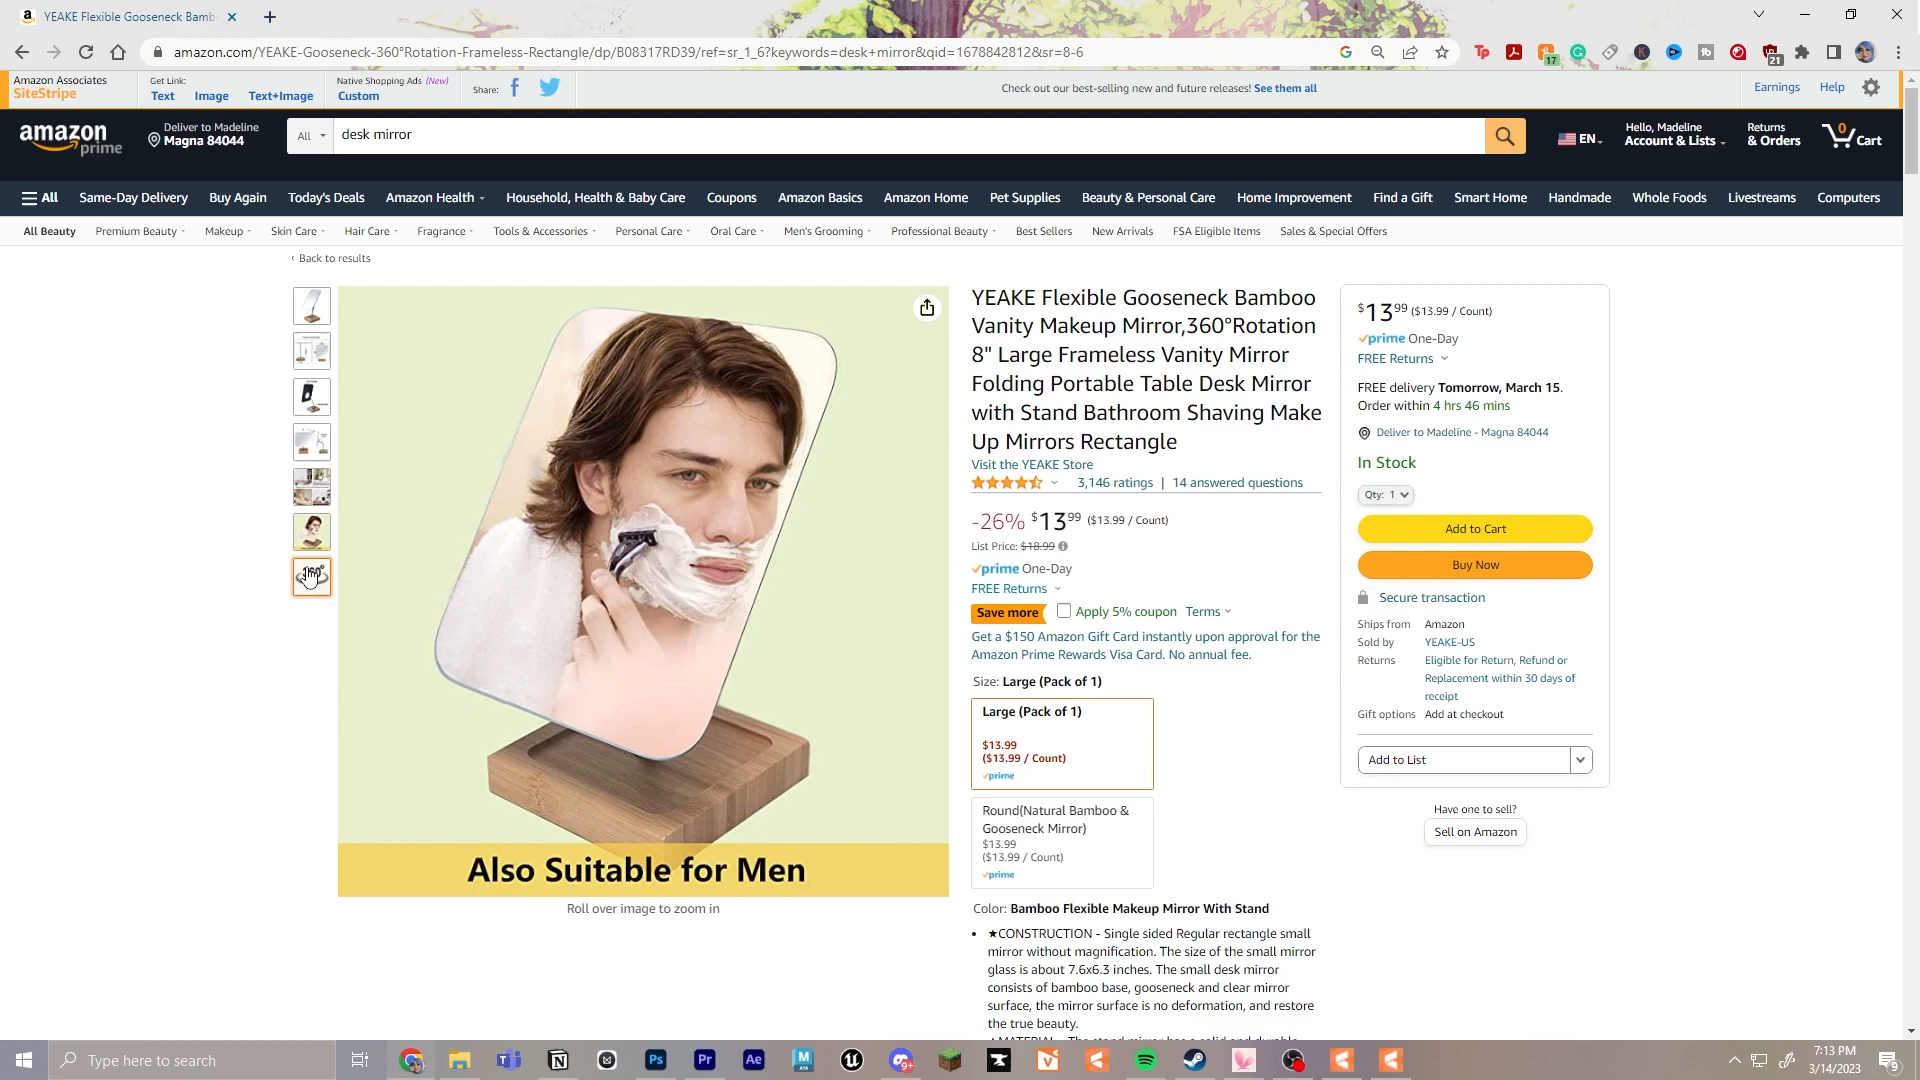 YEAKE Flexible Gooseneck Bamb
amazon.com/YEAKE-Gooseneck-360°Rotation-Frameless-Rectangle/dp/B08317RD39/ref=sr_1_6?keywords=desk+mirror&qid=1678842812&sr=8-6
17
21
Amazon Associates
SiteStripe
Get Link:
Text Image Text+Image
Native Shopping Ads (New)
Custom
Share:
Check out our best-selling new and future releases! See them all
Earnings Help
amazon prime
Deliver to Madeline
Magna 84044
All
desk mirror
EN
Hello, Madeline
Account & Lists
Returns
& Orders
0
Cart
All Same-Day Delivery Buy Again Today's Deals Amazon Health Household, Health & Baby Care Coupons Amazon Basics Amazon Home Pet Supplies Beauty & Personal Care Home Improvement Find a Gift Smart Home Handmade Whole Foods Livestreams Computers
All Beauty Premium Beauty Makeup Skin Care Hair Care Fragrance Tools & Accessories Personal Care Oral Care Men's Grooming Professional Beauty Best Sellers New Arrivals FSA Eligible Items Sales & Special Offers
‹ Back to results
Also Suitable for Men
Roll over image to zoom in
YEAKE Flexible Gooseneck Bamboo
Vanity Makeup Mirror,360°Rotation
8" Large Frameless Vanity Mirror
Folding Portable Table Desk Mirror
with Stand Bathroom Shaving Make
Up Mirrors Rectangle
Visit the YEAKE Store
3,146 ratings | 14 answered questions
-26% $13 99 ($13.99 / Count)
List Price: $18.99
prime One-Day
FREE Returns
Save more Apply 5% coupon Terms
Get a $150 Amazon Gift Card instantly upon approval for the
Amazon Prime Rewards Visa Card. No annual fee.
Size: Large (Pack of 1)
Large (Pack of 1)
$13.99
($13.99 / Count)
prime
Round(Natural Bamboo &
Gooseneck Mirror)
$13.99
($13.99 / Count)
prime
Color: Bamboo Flexible Makeup Mirror With Stand
• ★CONSTRUCTION - Single sided Regular rectangle small
mirror without magnification. The size of the small mirror
glass is about 7.6x6.3 inches. The small desk mirror
consists of bamboo base, gooseneck and clear mirror
surface, the mirror surface is no deformation, and restore
the true beauty.
$13 99 ($13.99 / Count)
prime One-Day
FREE Returns
FREE delivery Tomorrow, March 15.
Order within 4 hrs 46 mins
Deliver to Madeline - Magna 84044
In Stock
Qty: 1
Add to Cart
Buy Now
Secure transaction
Ships from Amazon
Sold by YEAKE-US
Returns Eligible for Return, Refund or
Replacement within 30 days of
receipt
Gift options Add at checkout
Add to List
Have one to sell?
Sell on Amazon
Type here to search
Ps
Pr
Ae
M
9+
7:13 PM
3/14/2023
9